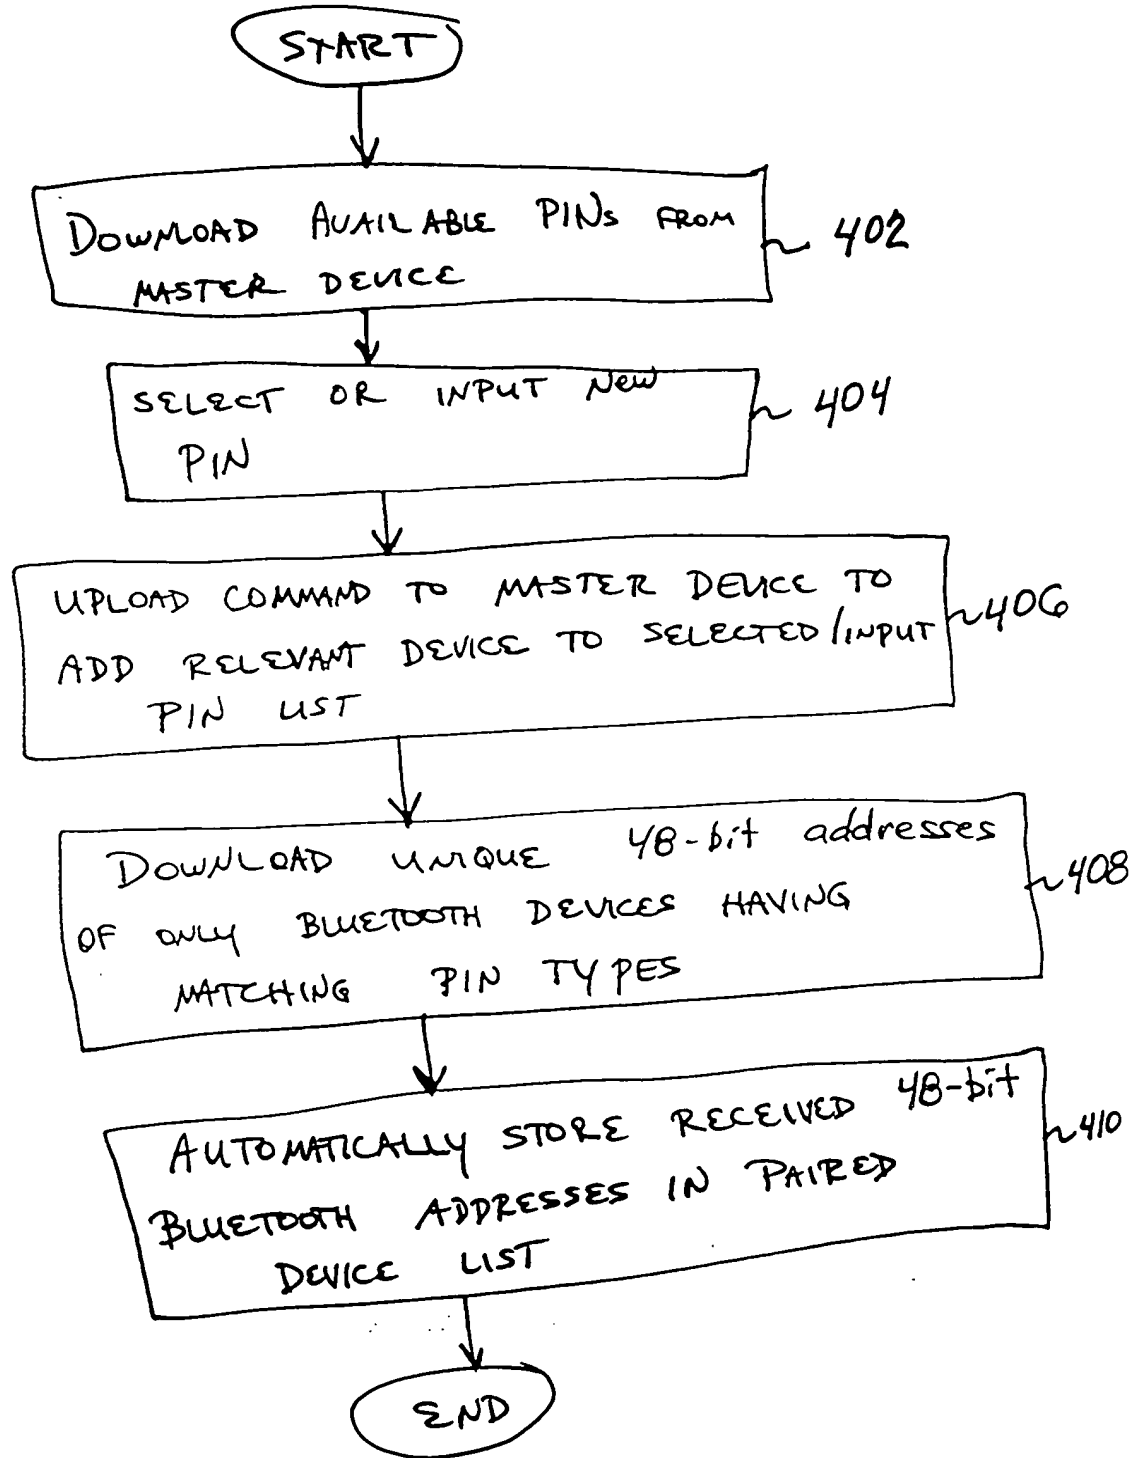 START
DOWNLOAD AVAILABLE PINs FROM
MASTER DEVICE
402
SELECT OR INPUT NEW
PIN
404
UPLOAD COMMAND TO MASTER DEVICE TO
ADD RELEVANT DEVICE TO SELECTED/INPUT
PIN LIST
406
DOWNLOAD UNIQUE 48-bit addresses
OF ONLY BLUETOOTH DEVICES HAVING
MATCHING PIN TYPES
408
AUTOMATICALLY STORE RECEIVED 48-bit
BLUETOOTH ADDRESSES IN PAIRED
DEVICE LIST
410
END